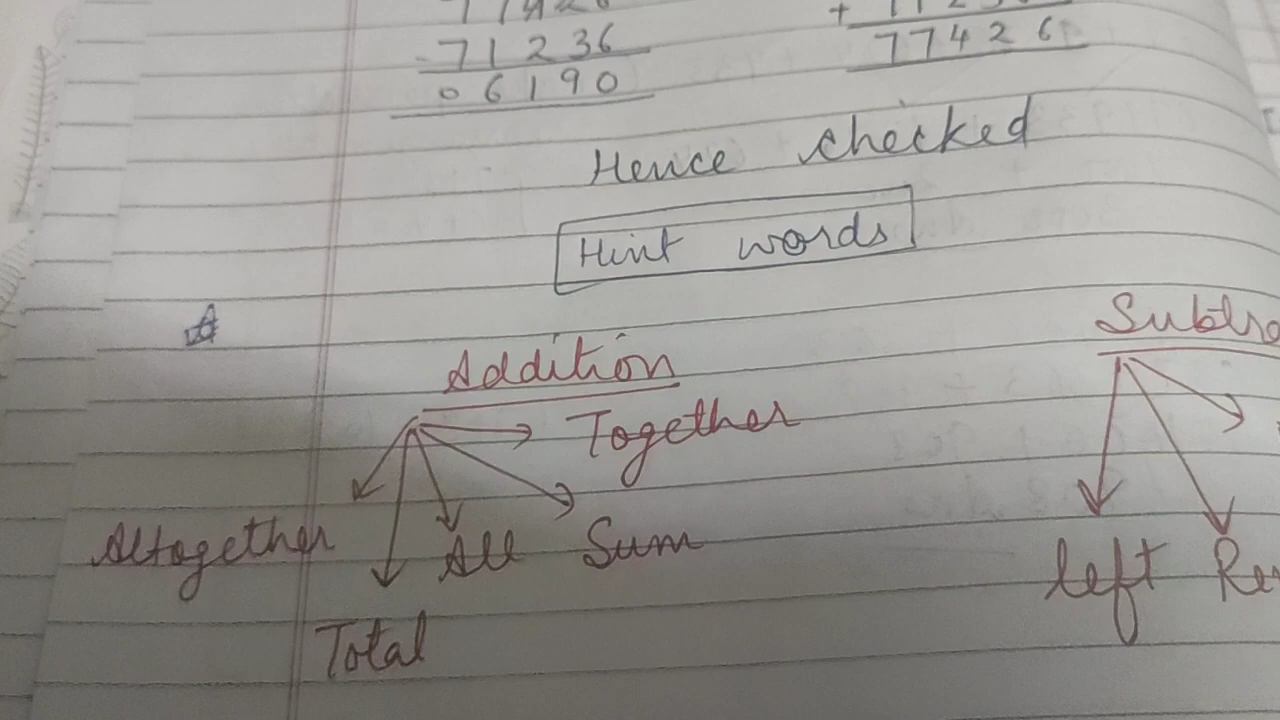 - 71236
+
77426
06190
Hence checked
Hint words
Addition
Together
Altogether
All
Sum
left
Total